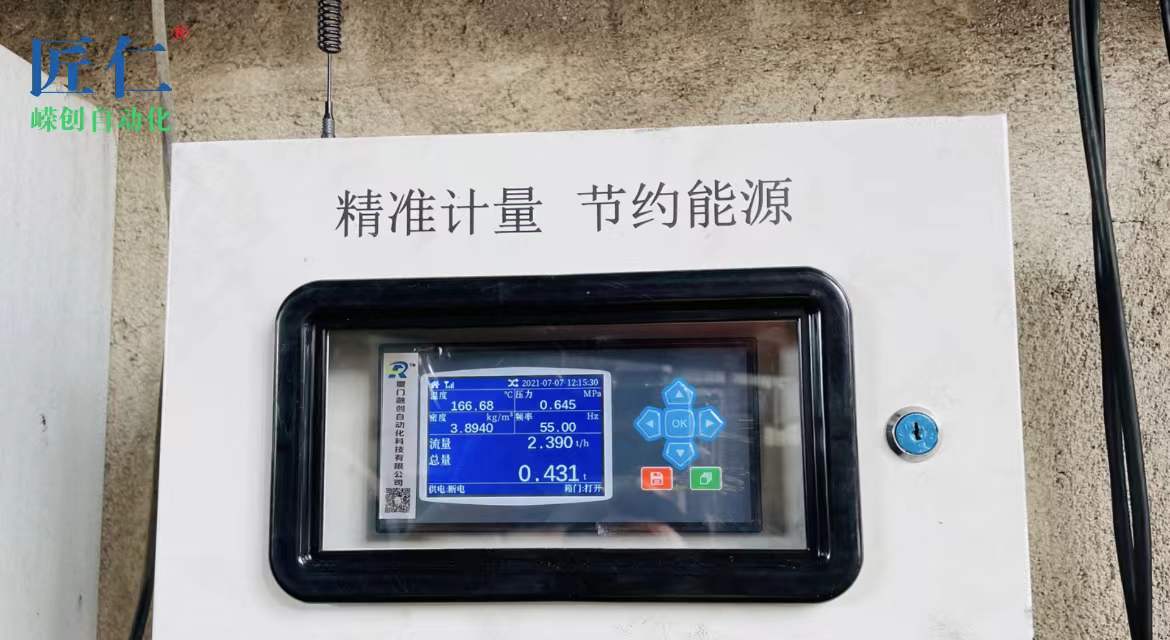 匠仁®
嵘创自动化
精准计量 节约能源
厦门融创自动化科技有限公司
2021-07-07 12:15:30
温度 ℃ 压力 MPa
166.68 0.645
密度 kg/m³ 频率 Hz
3.8940 55.00
流量 2.390 t/h
总量
0.431 t
供电:断电 箱门:打开
OK